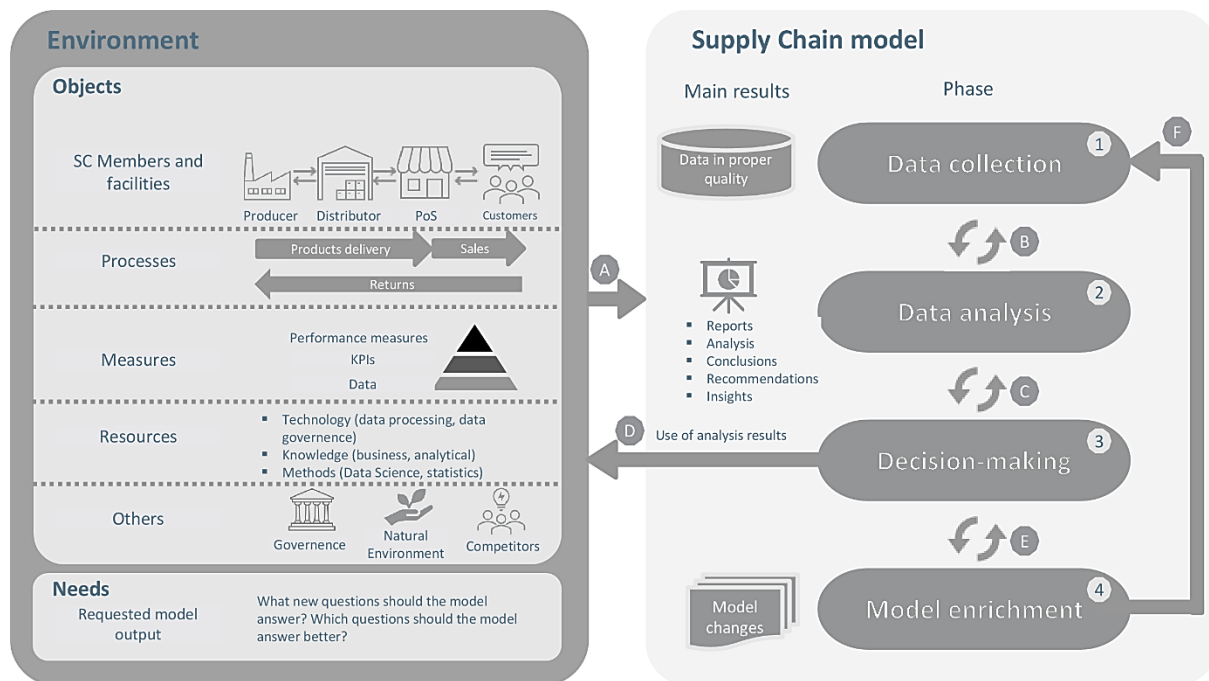 Environment
Objects
SC Members and
facilities
Producer
Distributor
PoS
Customers
Processes
Products delivery
Sales
Returns
Measures
Performance measures
KPIs
Data
Resources
▪ Technology (data processing, data
governence)
▪ Knowledge (business, analytical)
▪ Methods (Data Science, statistics)
Others
Governence
Natural
Environment
Competitors
Needs
Requested model
output
What new questions should the model
answer? Which questions should the model
answer better?
A
D
Supply Chain model
Main results
Phase
Data in proper
quality
Data collection
1
F
B
▪ Reports
▪ Analysis
▪ Conclusions
▪ Recommendations
▪ Insights
Data analysis
2
C
Use of analysis results
Decision-making
3
E
Model
changes
Model enrichment
4